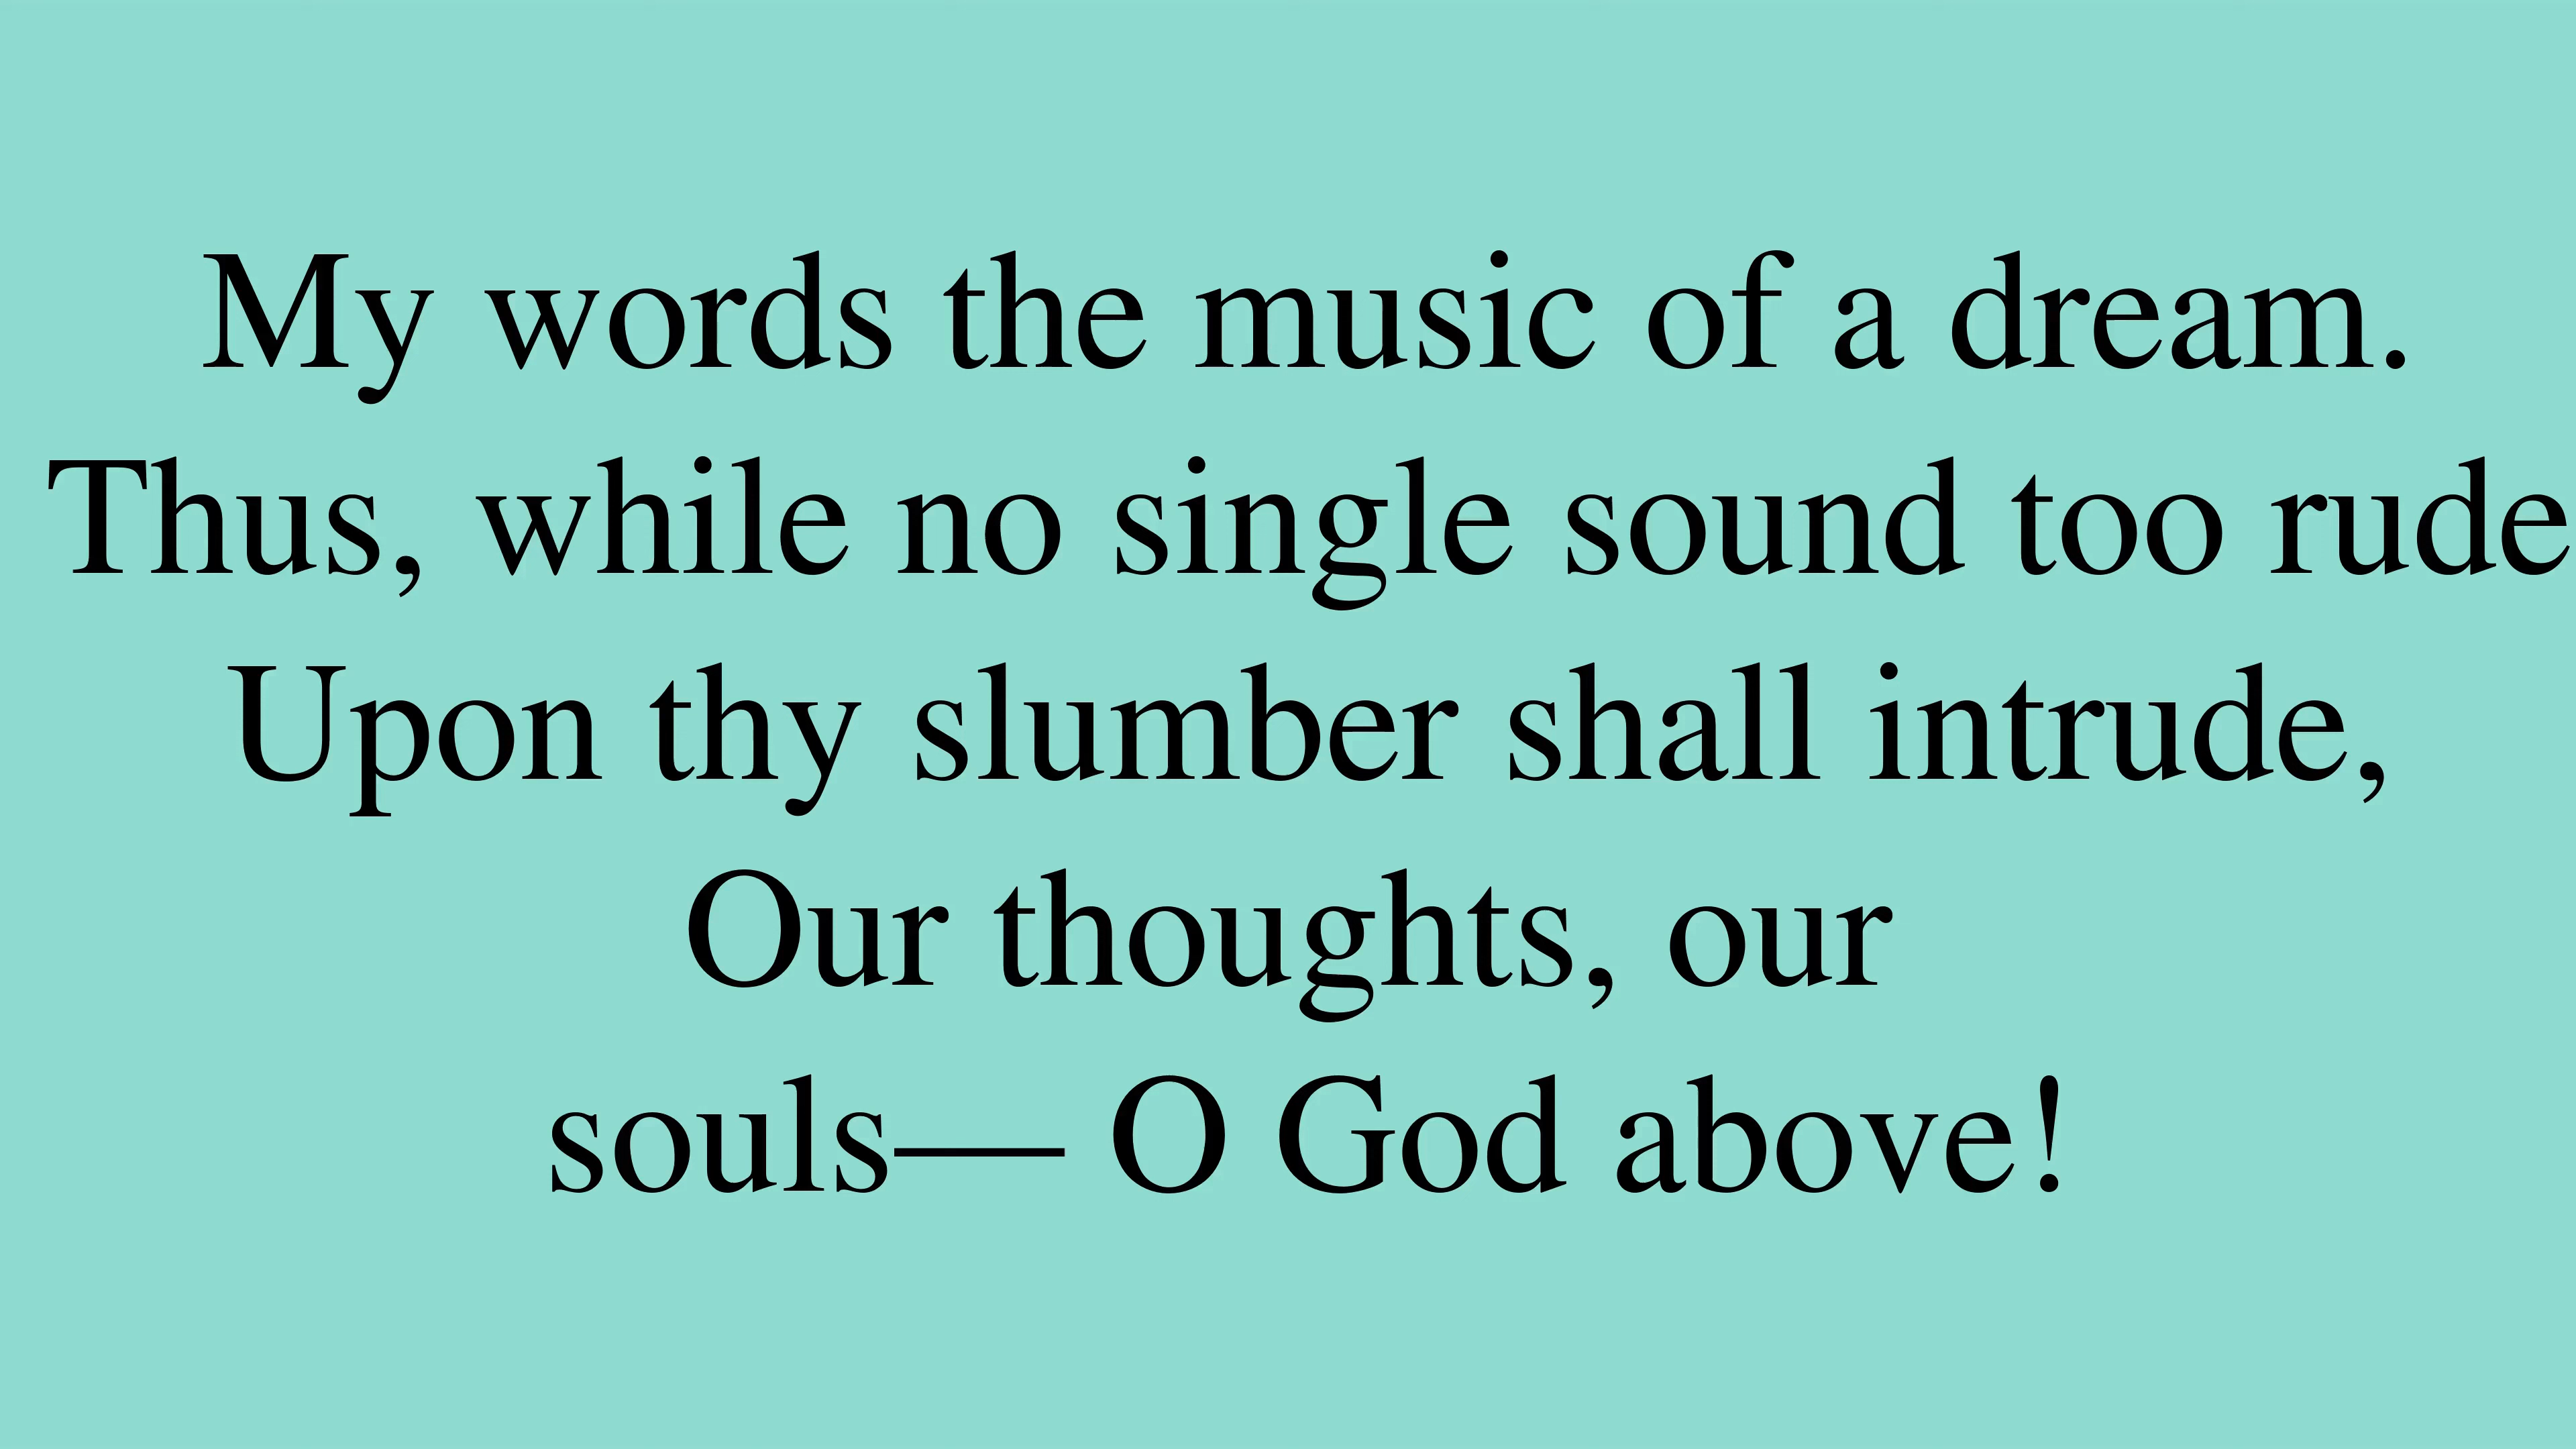 My words the music of a dream.
Thus, while no single sound too rude
Upon thy slumber shall intrude,
Our thoughts, our
souls— O God above!